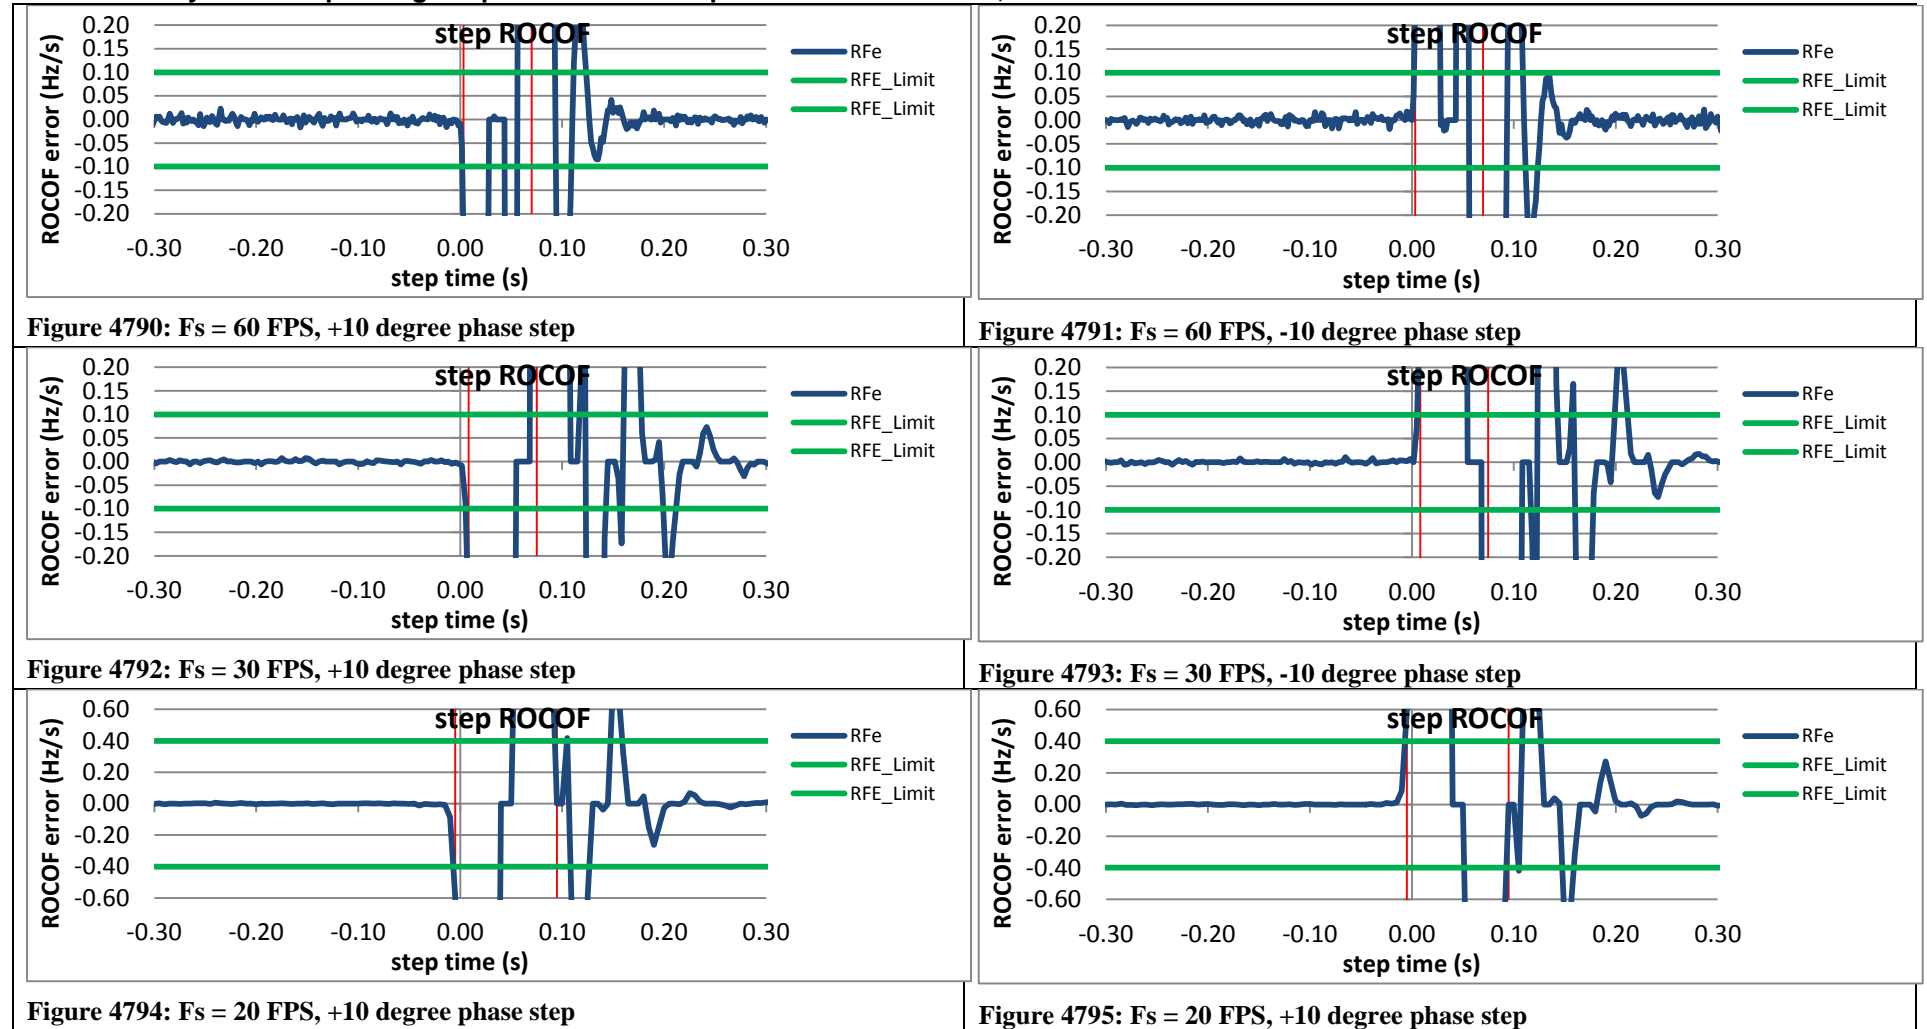 step ROCOF
ROCOF error (Hz/s)
0.20
0.15
0.10
0.05
0.00
-0.05
-0.10
-0.15
-0.20
-0.30 -0.20 -0.10 0.00 0.10 0.20 0.30
step time (s)
RFe
RFE_Limit
RFE_Limit
Figure 4790: Fs = 60 FPS, +10 degree phase step
step ROCOF
ROCOF error (Hz/s)
0.20
0.15
0.10
0.05
0.00
-0.05
-0.10
-0.15
-0.20
-0.30 -0.20 -0.10 0.00 0.10 0.20 0.30
step time (s)
RFe
RFE_Limit
RFE_Limit
Figure 4791: Fs = 60 FPS, -10 degree phase step
step ROCOF
ROCOF error (Hz/s)
0.20
0.15
0.10
0.05
0.00
-0.05
-0.10
-0.15
-0.20
-0.30 -0.20 -0.10 0.00 0.10 0.20 0.30
step time (s)
RFe
RFE_Limit
RFE_Limit
Figure 4792: Fs = 30 FPS, +10 degree phase step
step ROCOF
ROCOF error (Hz/s)
0.20
0.15
0.10
0.05
0.00
-0.05
-0.10
-0.15
-0.20
-0.30 -0.20 -0.10 0.00 0.10 0.20 0.30
step time (s)
RFe
RFE_Limit
RFE_Limit
Figure 4793: Fs = 30 FPS, -10 degree phase step
step ROCOF
ROCOF error (Hz/s)
0.60
0.40
0.20
0.00
-0.20
-0.40
-0.60
-0.30 -0.20 -0.10 0.00 0.10 0.20 0.30
step time (s)
RFe
RFE_Limit
RFE_Limit
Figure 4794: Fs = 20 FPS, +10 degree phase step
step ROCOF
ROCOF error (Hz/s)
0.60
0.40
0.20
0.00
-0.20
-0.40
-0.60
-0.30 -0.20 -0.10 0.00 0.10 0.20 0.30
step time (s)
RFe
RFE_Limit
RFE_Limit
Figure 4795: Fs = 20 FPS, +10 degree phase step